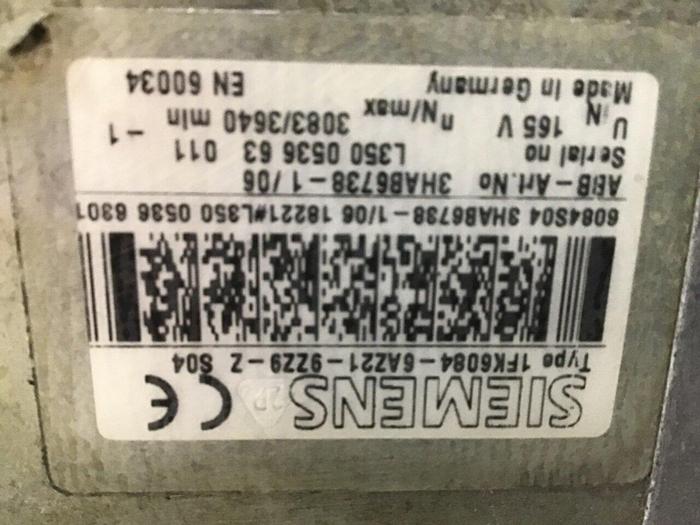 SIEMENS CE
Type 1FK6084-6AZ21-9ZZ9-Z S04
6084S04 3HAB6738-1/06 18221#L350 0536 6301
ABB-Art.No 3HAB6738-1/06
Serial no L350 0536 63 011
UN 165 V nN/max 3083/3640 min -1
Made in Germany EN 60034